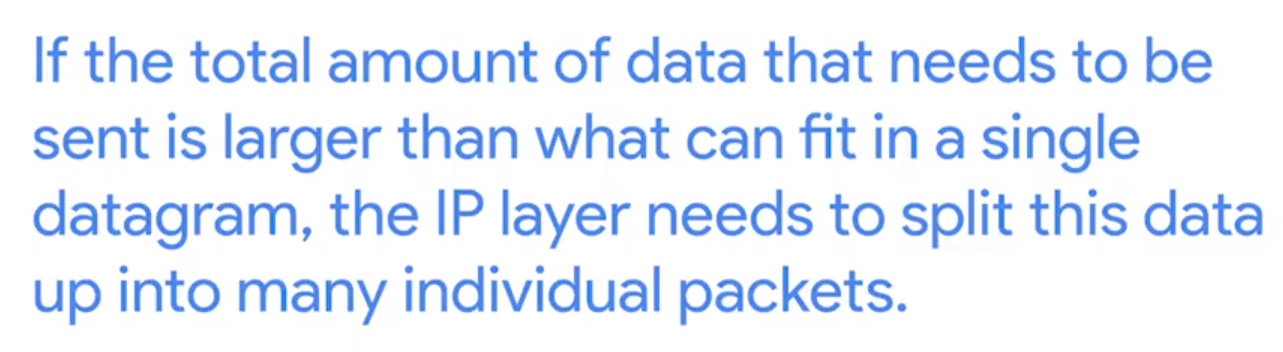 If the total amount of data that needs to be
sent is larger than what can fit in a single
datagram, the IP layer needs to split this data
up into many individual packets.